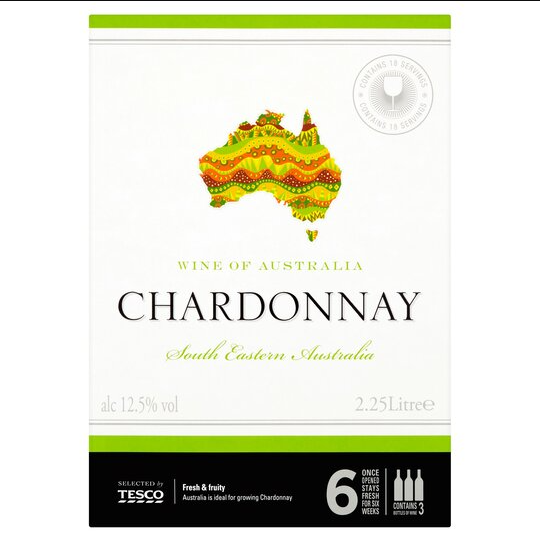 CONTAINS 18 SERVINGS
CONTAINS 18 SERVINGS
WINE OF AUSTRALIA
CHARDONNAY
South Eastern Australia
alc 12.5% vol
2.25Litre℮
SELECTED by
TESCO
Fresh & fruity
Australia is ideal for growing Chardonnay
6
ONCE
OPENED
STAYS
FRESH
FOR SIX
WEEKS
CONTAINS 3
BOTTLES OF WINE